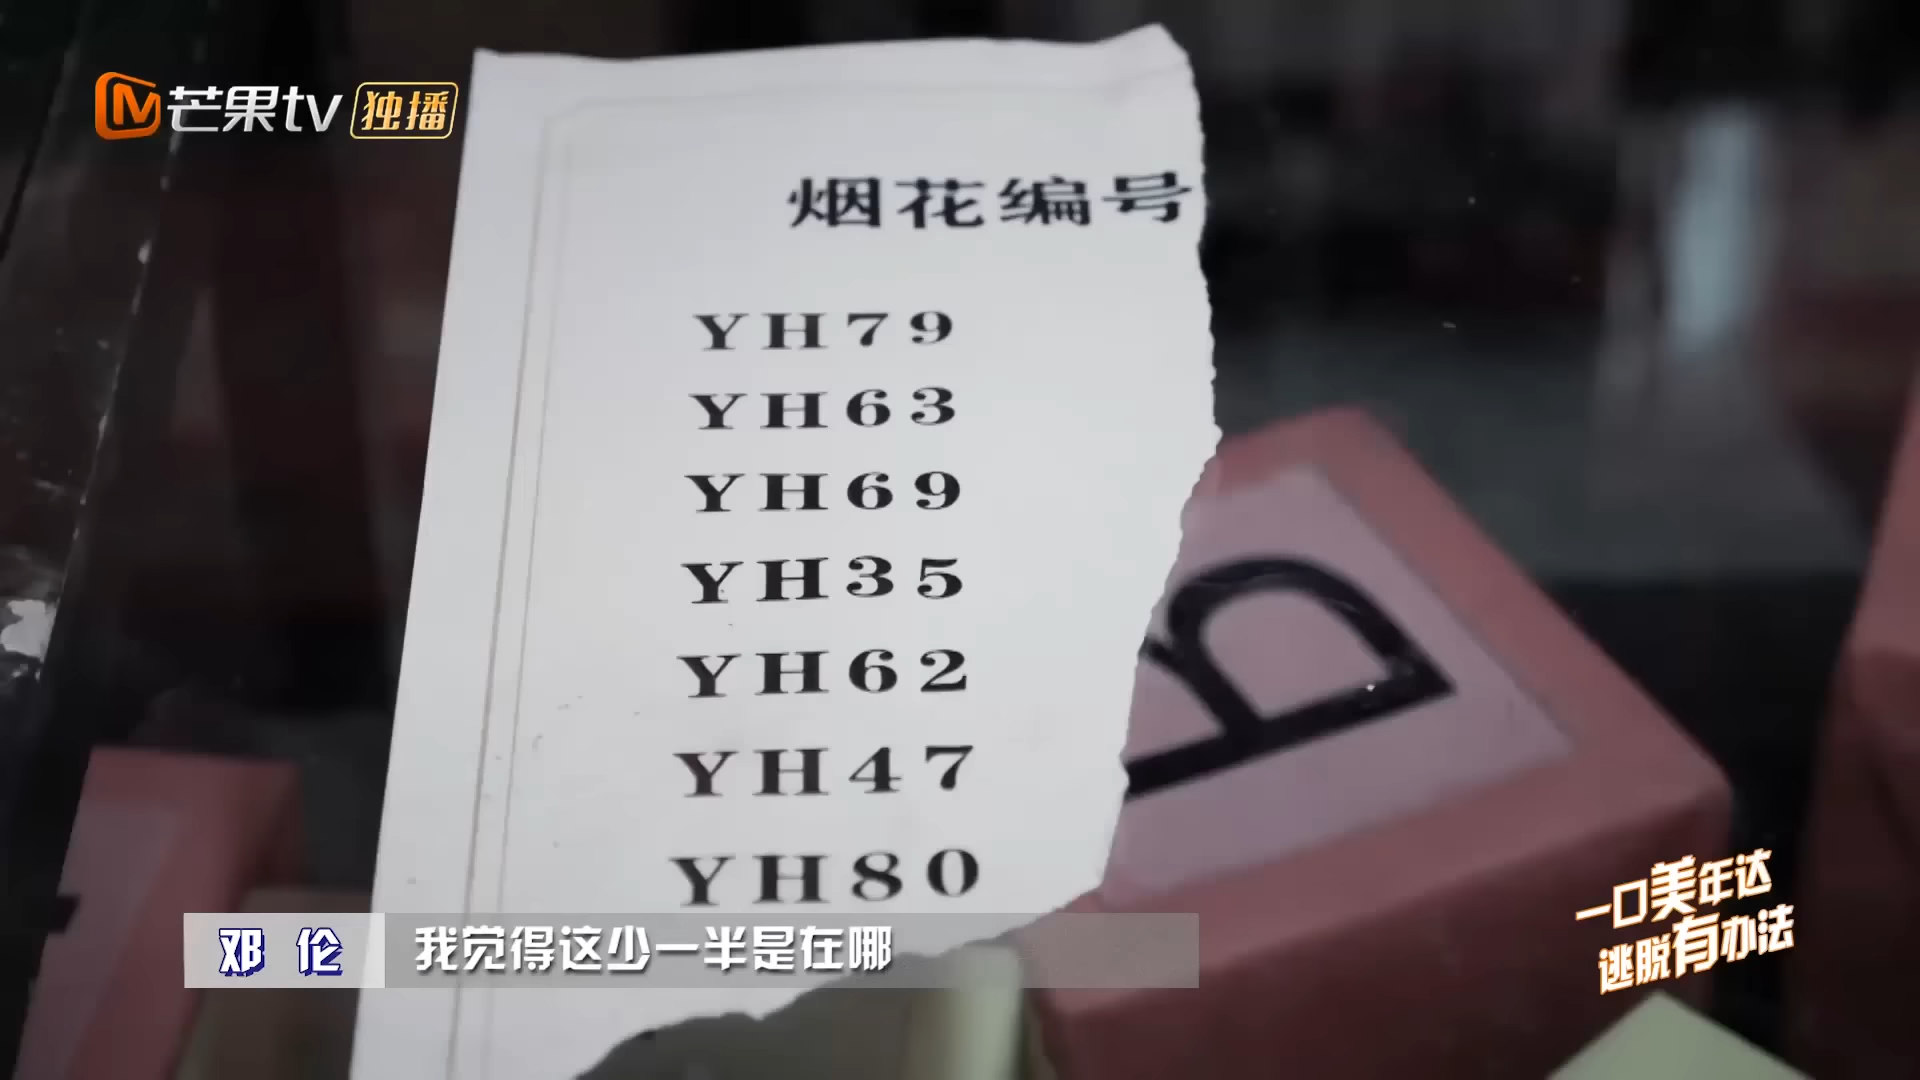 芒果tv 独播
烟花编号
YH79
YH63
YH69
YH35
YH62
YH47
YH80
R
邓伦 我觉得这少一半是在哪
一口美年达
逃脱有办法